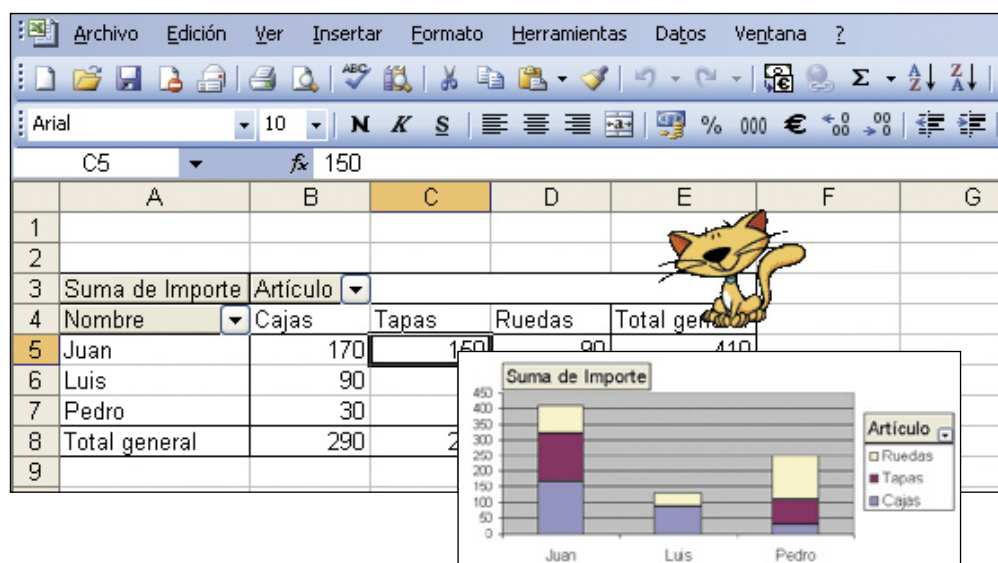 Archivo Edición Ver Insertar Formato Herramientas Datos Ventana ?
Arial 10 N K S % 000 €
C5 fx 150
A B C D E F G
1
2
3 Suma de Importe Artículo
4 Nombre Cajas Tapas Ruedas Total
5 Juan 170 150 90 410
6 Luis 90
7 Pedro 30
8 Total general 290
9
Suma de Importe
450
400
350
300
250
200
150
100
50
0
Juan Luis Pedro
Artículo
Ruedas
Tapas
Cajas